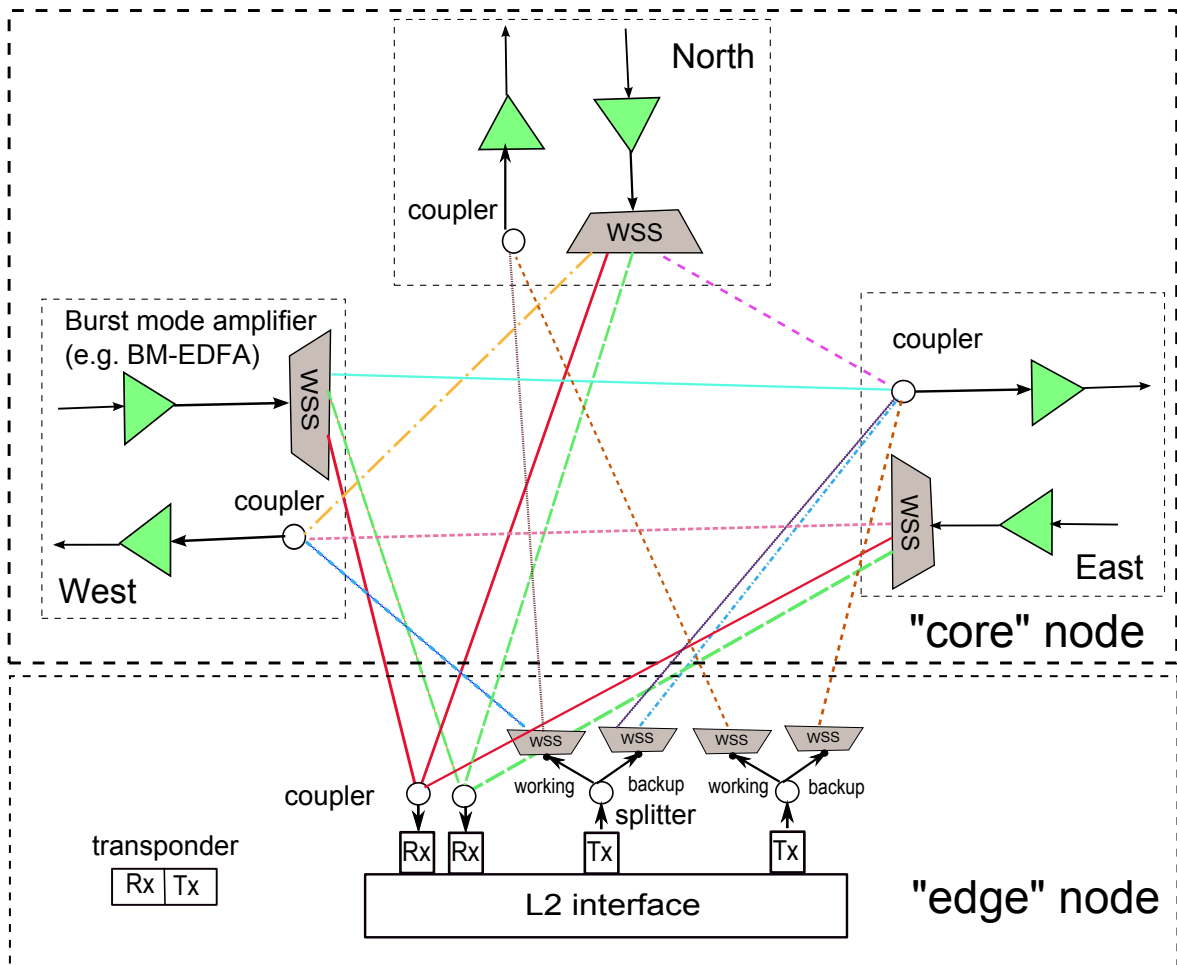 North
coupler
WSS
Burst mode amplifier
(e.g. BM-EDFA)
WSS
coupler
coupler
West
WSS
East
"core" node
WSS
WSS
WSS
WSS
working
backup
working
backup
coupler
splitter
transponder
Rx
Tx
Rx
Rx
Tx
Tx
L2 interface
"edge" node